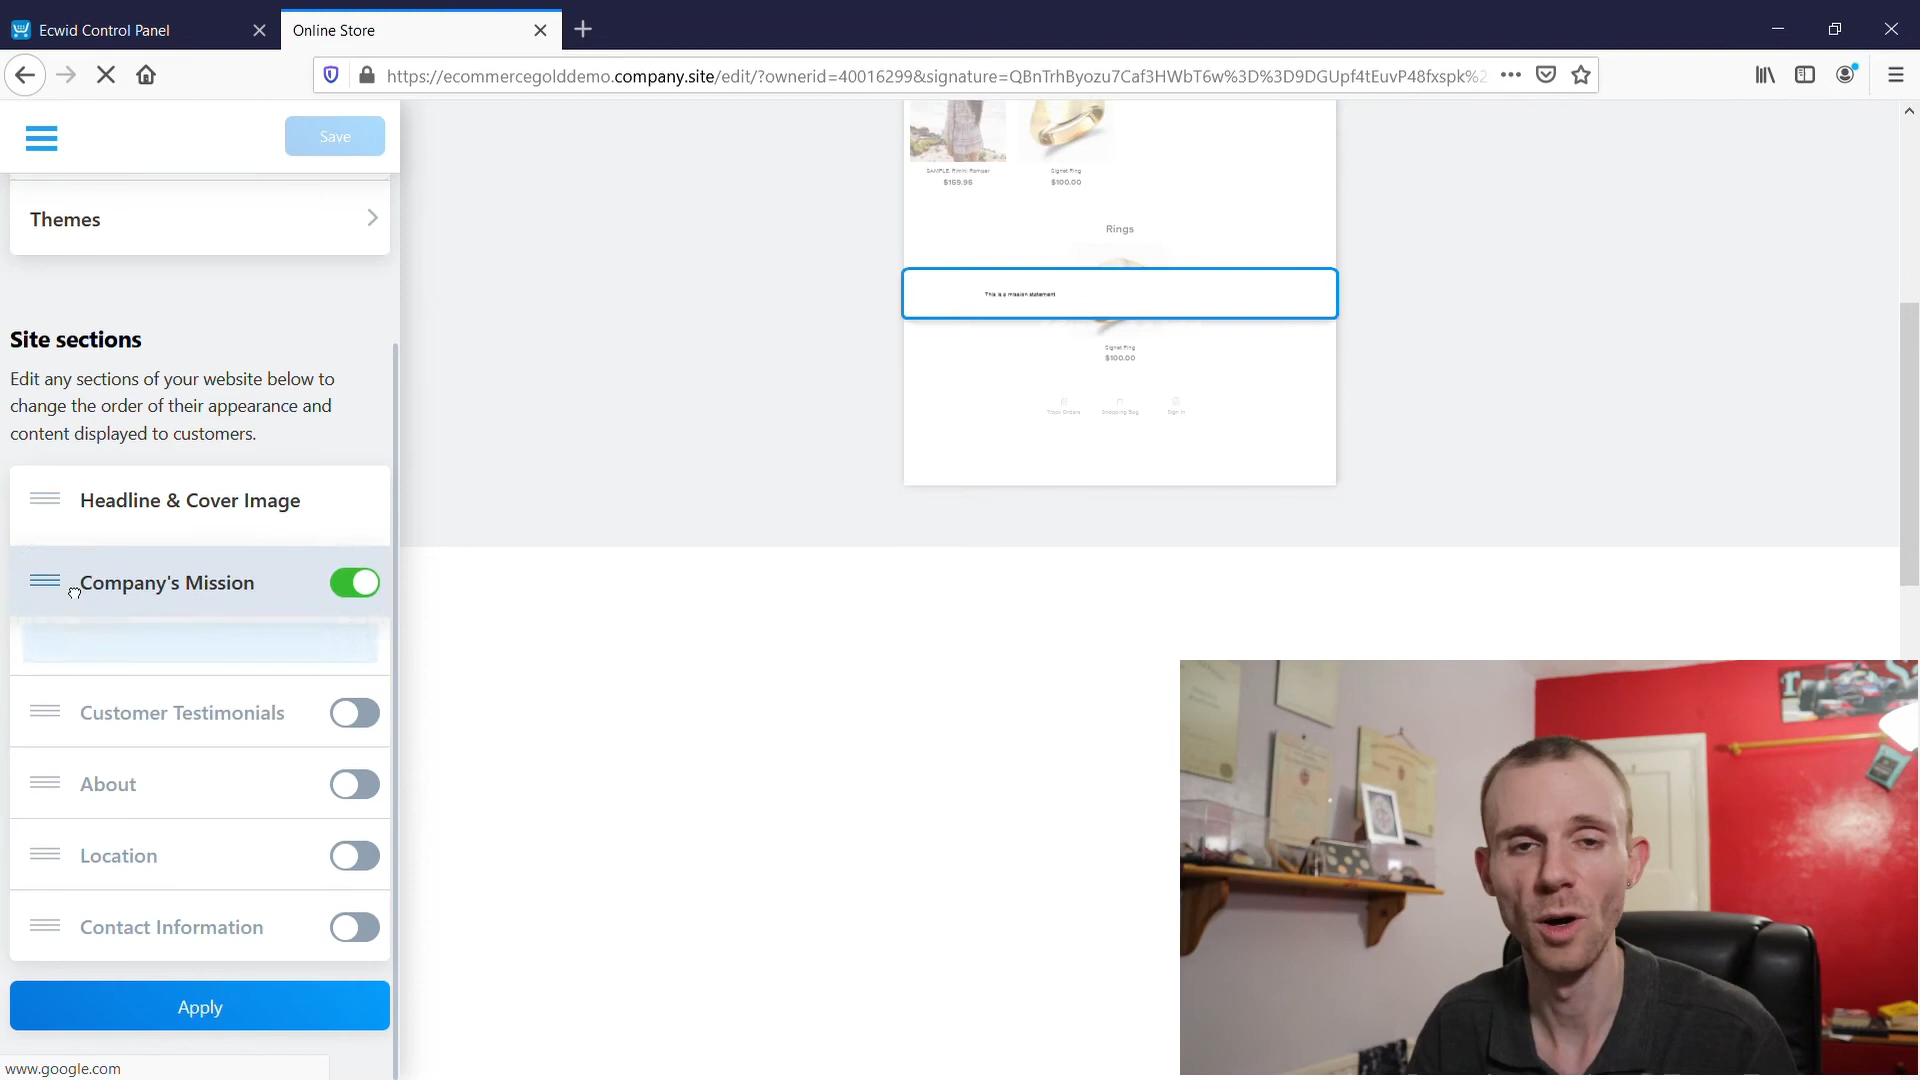 Ecwid Control Panel
Online Store
https://ecommercegolddemo.company.site/edit/?ownerid=40016299&signature=QBnTrhByozu7Caf3HWbT6w%3D%3D9DGUpf4tEuvP48fxspk%2
Save
Themes
Site sections
Edit any sections of your website below to
change the order of their appearance and
content displayed to customers.
Headline & Cover Image
Company's Mission
Customer Testimonials
About
Location
Contact Information
Apply
www.google.com
SAMPLE. Rimini Romper
$169.95
Signet Ring
$100.00
Rings
This is a mission statement
Signet Ring
$100.00
Track Orders
Shopping Bag
Sign In